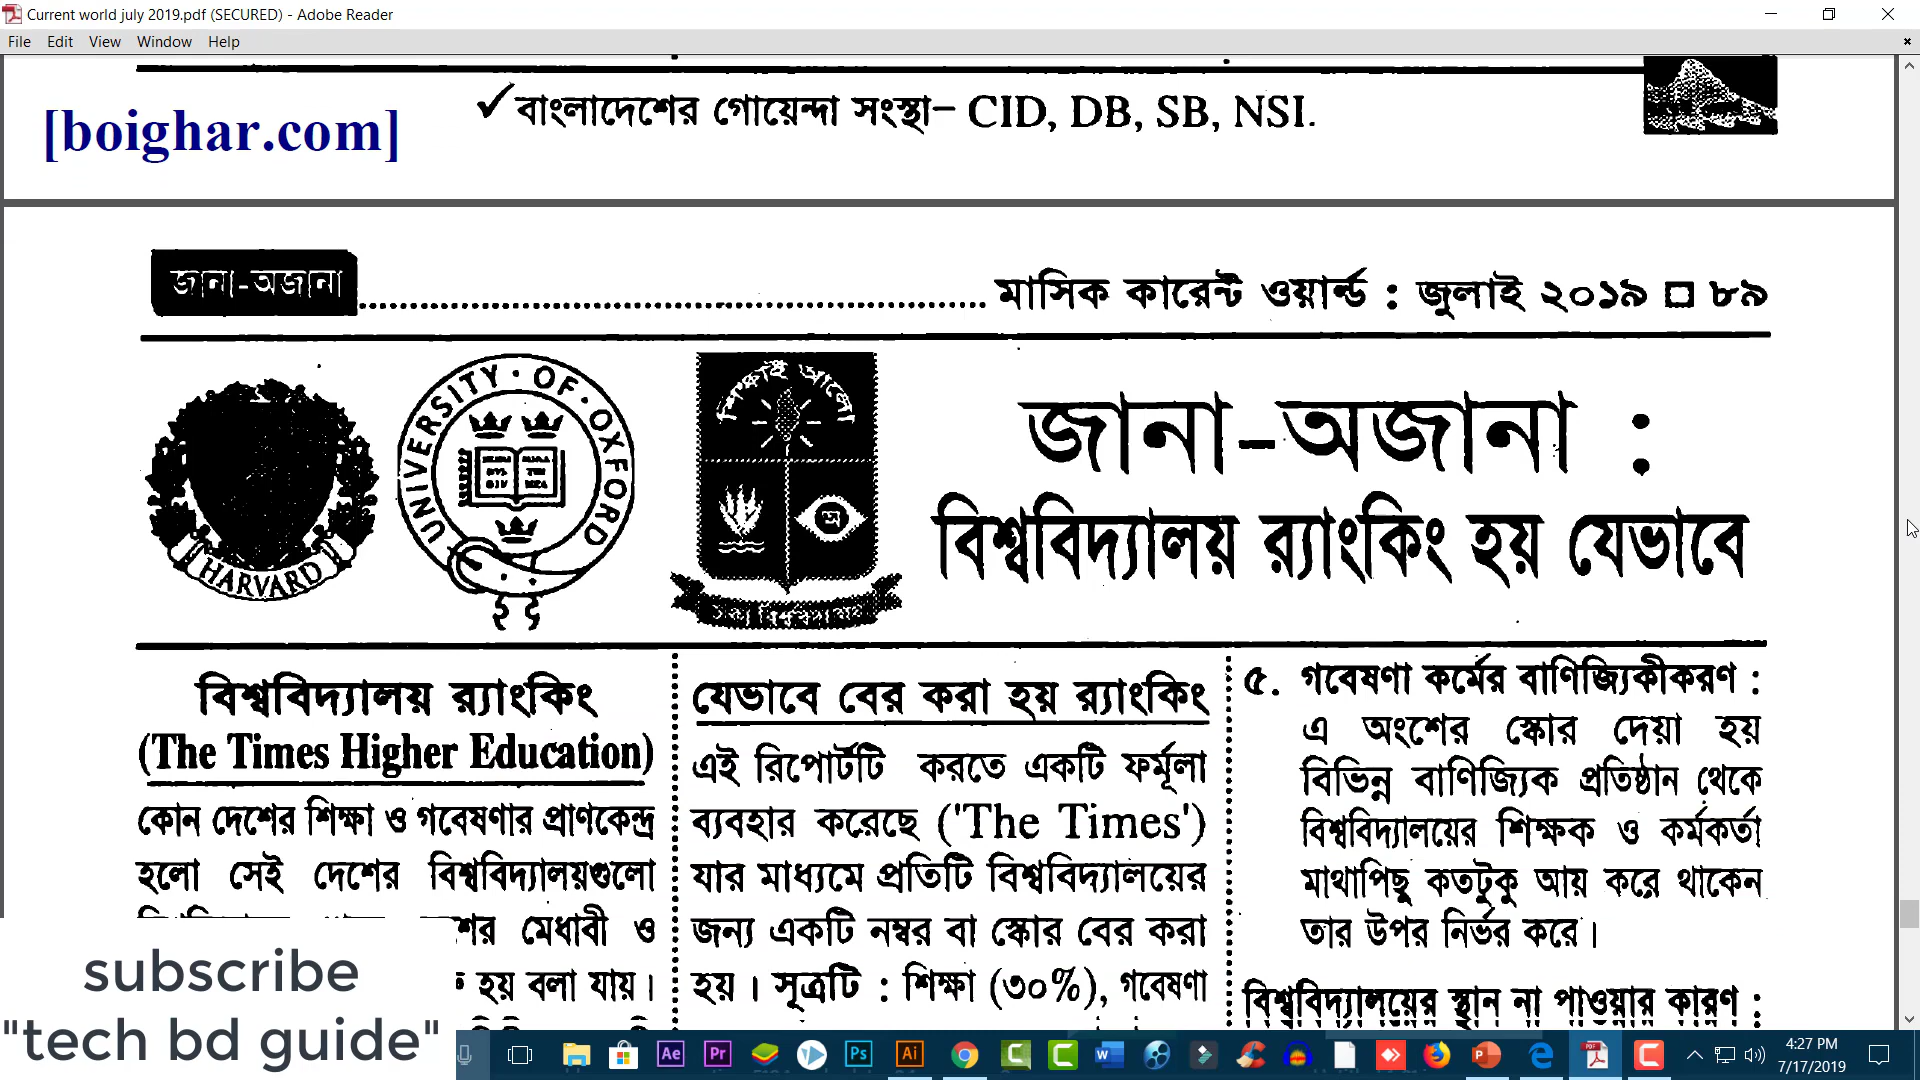 Current world july 2019.pdf (SECURED) - Adobe Reader
File Edit View Window Help
[boighar.com]
✓বাংলাদেশের গোয়েন্দা সংস্থা– CID, DB, SB, NSI.
জানা-অজানা
মাসিক কারেন্ট ওয়ার্ল্ড : জুলাই ২০১৯ □ ৮৯
HARVARD
UNIVERSITY · OF · OXFORD
শিক্ষাই আলো
জানা-অজানা :
বিশ্ববিদ্যালয় র‍্যাংকিং হয় যেভাবে
বিশ্ববিদ্যালয় র‍্যাংকিং
(The Times Higher Education)
কোন দেশের শিক্ষা ও গবেষণার প্রাণকেন্দ্র
হলো সেই দেশের বিশ্ববিদ্যালয়গুলো
মেধাবী ও
হয় বলা যায়।
যেভাবে বের করা হয় র‍্যাংকিং
এই রিপোর্টটি করতে একটি ফর্মূলা
ব্যবহার করেছে ('The Times')
যার মাধ্যমে প্রতিটি বিশ্ববিদ্যালয়ের
জন্য একটি নম্বর বা স্কোর বের করা
হয়। সূত্রটি : শিক্ষা (৩০%), গবেষণা
৫. গবেষণা কর্মের বাণিজ্যিকীকরণ :
এ অংশের স্কোর দেয়া হয়
বিভিন্ন বাণিজ্যিক প্রতিষ্ঠান থেকে
বিশ্ববিদ্যালয়ের শিক্ষক ও কর্মকর্তা
মাথাপিছু কতটুকু আয় করে থাকেন
তার উপর নির্ভর করে।
বিশ্ববিদ্যালয়ের স্থান না পাওয়ার কারণ :
subscribe
"tech bd guide"
4:27 PM
7/17/2019